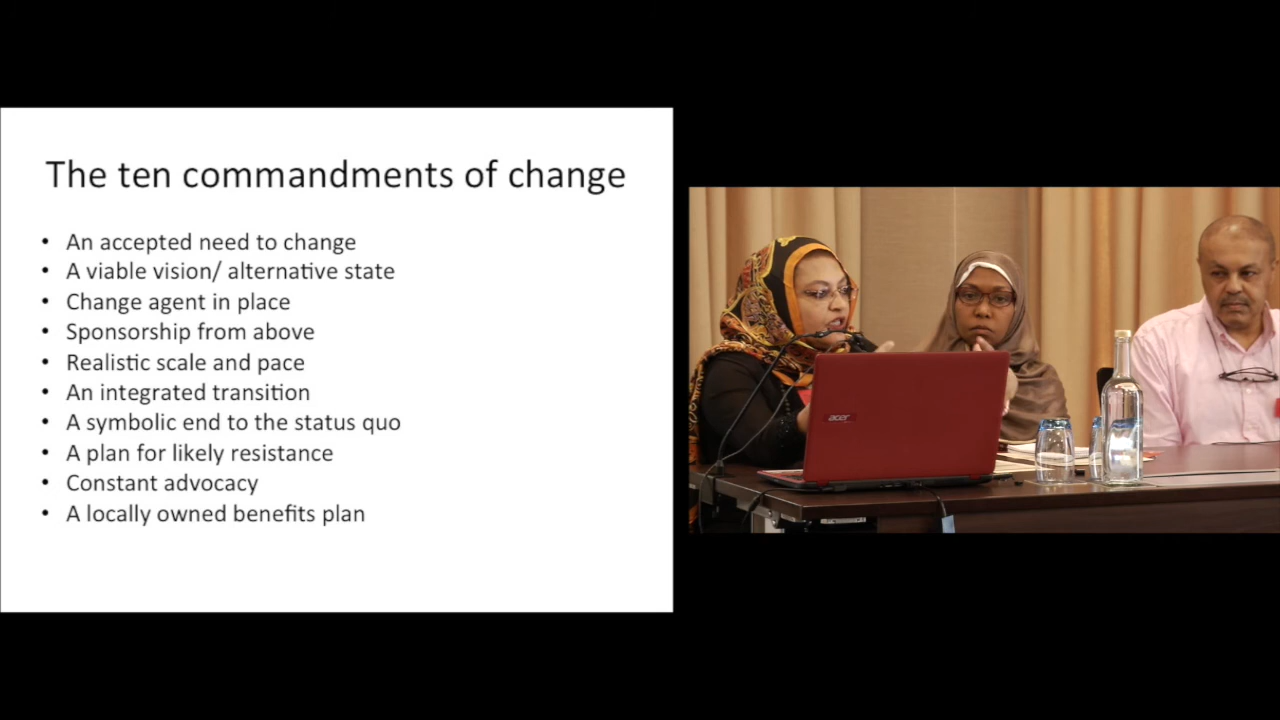 The ten commandments of change
• An accepted need to change
• A viable vision/ alternative state
• Change agent in place
• Sponsorship from above
• Realistic scale and pace
• An integrated transition
• A symbolic end to the status quo
• A plan for likely resistance
• Constant advocacy
• A locally owned benefits plan
acer